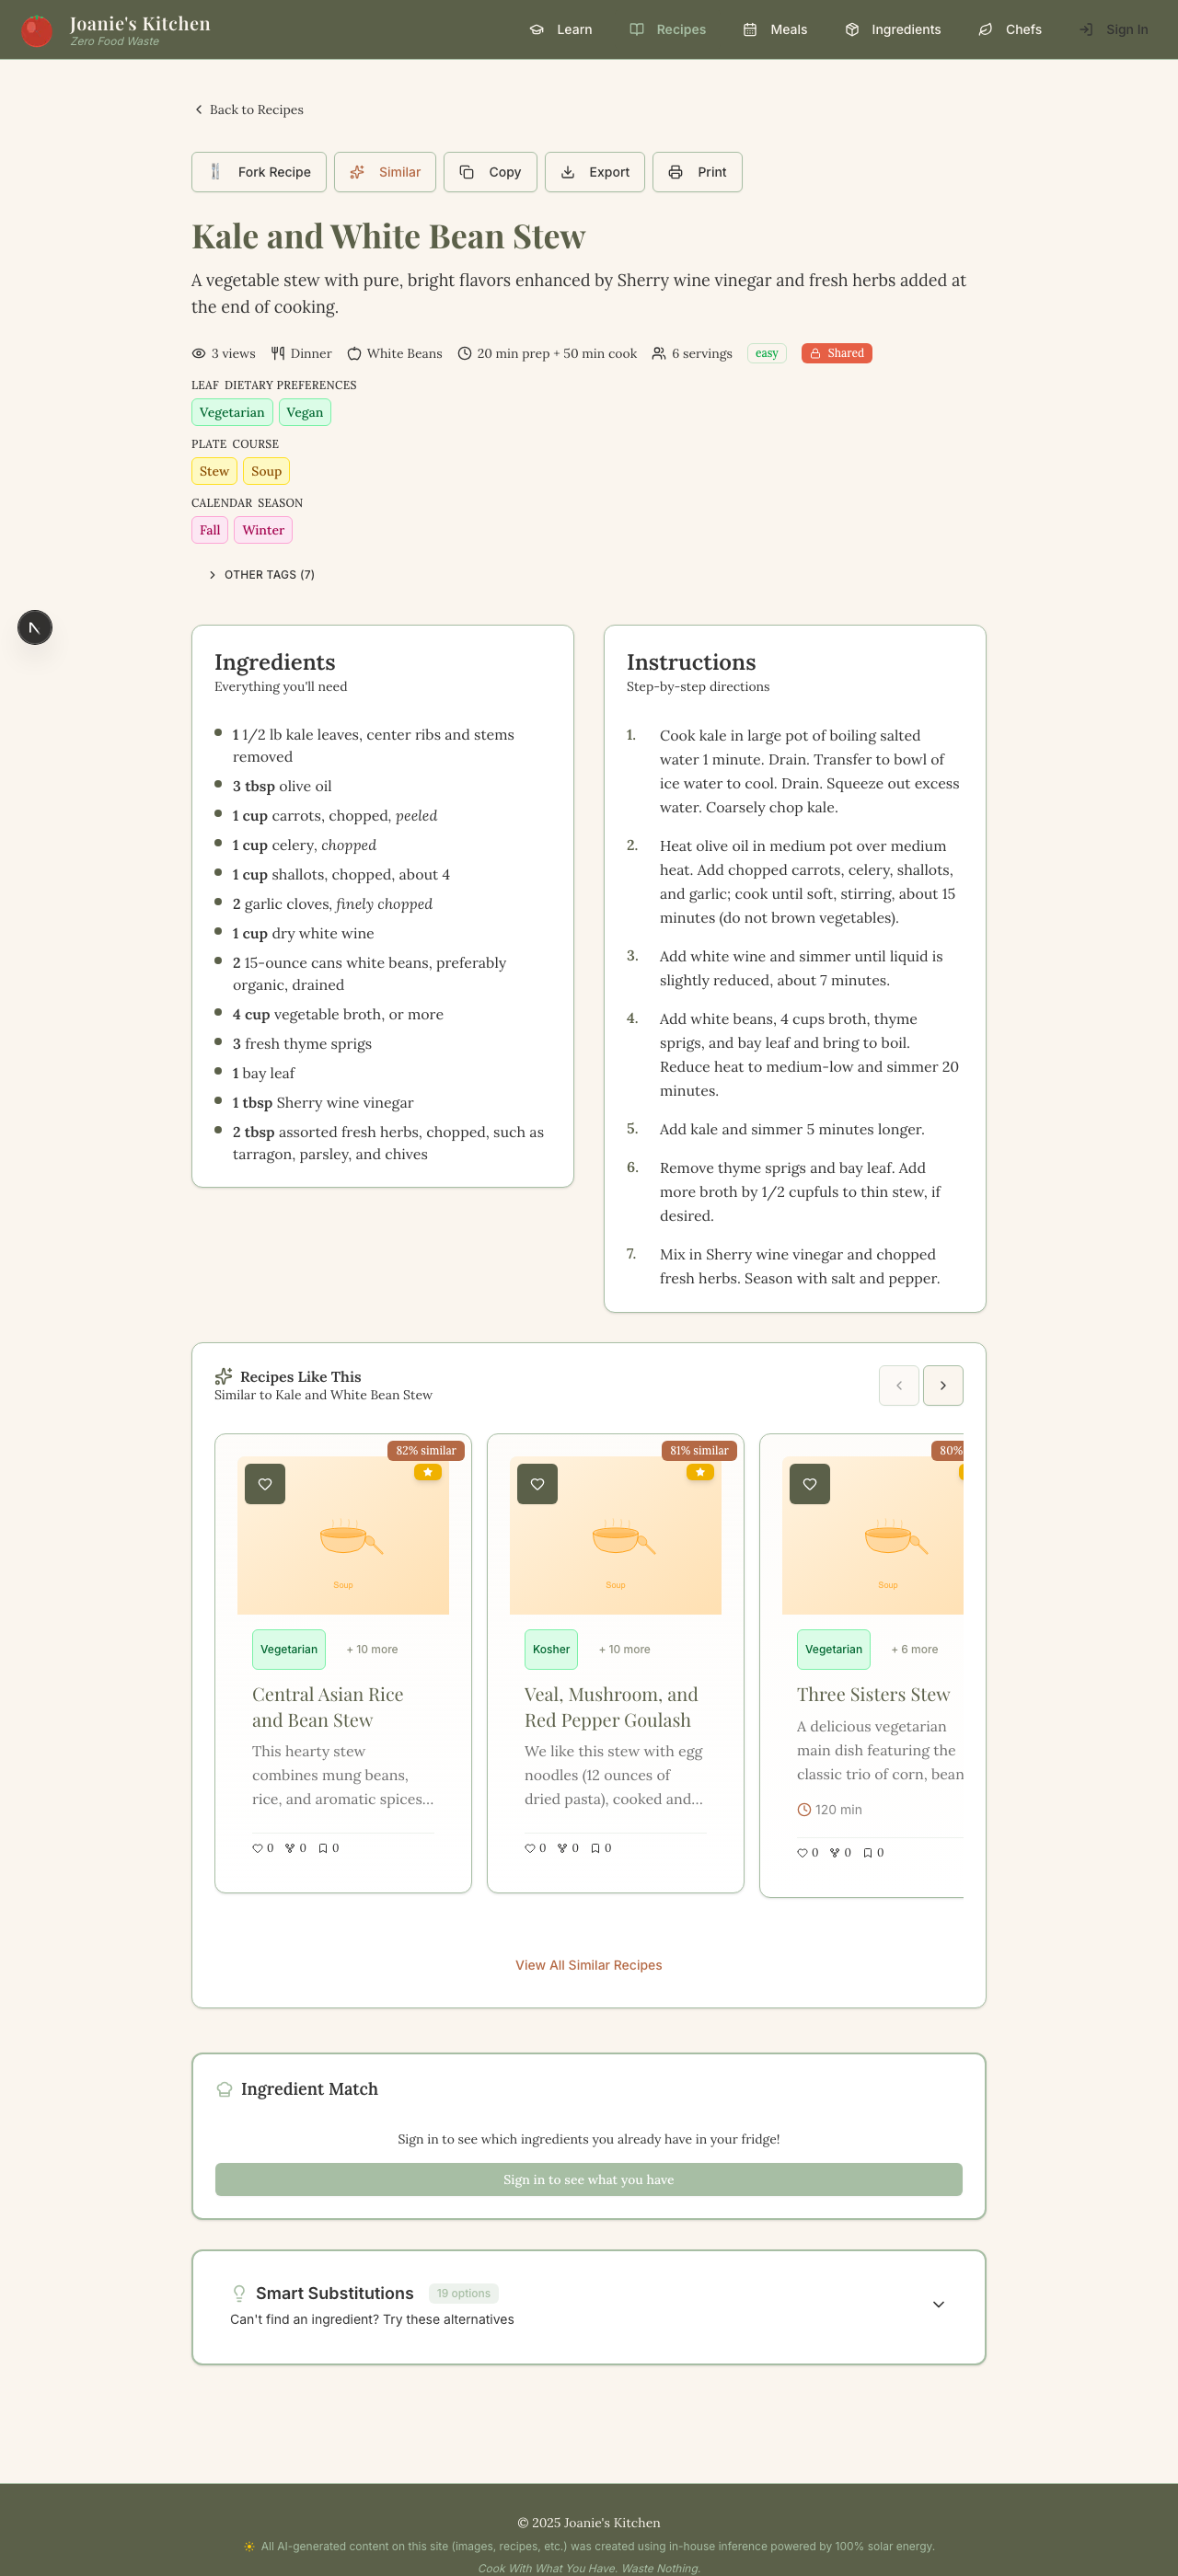 Joanie's Kitchen
Zero Food Waste
Learn
Recipes
Meals
Ingredients
Chefs
Sign In
Back to Recipes
Fork Recipe
Similar
Copy
Export
Print
Kale and White Bean Stew
A vegetable stew with pure, bright flavors enhanced by Sherry wine vinegar and fresh herbs added at
the end of cooking.
3 views
Dinner
White Beans
20 min prep + 50 min cook
6 servings
easy
Shared
LEAF DIETARY PREFERENCES
Vegetarian
Vegan
PLATE COURSE
Stew
Soup
CALENDAR SEASON
Fall
Winter
OTHER TAGS (7)
Ingredients
Everything you'll need
1 1/2 lb kale leaves, center ribs and stems
removed
3 tbsp olive oil
1 cup carrots, chopped, peeled
1 cup celery, chopped
1 cup shallots, chopped, about 4
2 garlic cloves, finely chopped
1 cup dry white wine
2 15-ounce cans white beans, preferably
organic, drained
4 cup vegetable broth, or more
3 fresh thyme sprigs
1 bay leaf
1 tbsp Sherry wine vinegar
2 tbsp assorted fresh herbs, chopped, such as
tarragon, parsley, and chives
Instructions
Step-by-step directions
1. Cook kale in large pot of boiling salted
water 1 minute. Drain. Transfer to bowl of
ice water to cool. Drain. Squeeze out excess
water. Coarsely chop kale.
2. Heat olive oil in medium pot over medium
heat. Add chopped carrots, celery, shallots,
and garlic; cook until soft, stirring, about 15
minutes (do not brown vegetables).
3. Add white wine and simmer until liquid is
slightly reduced, about 7 minutes.
4. Add white beans, 4 cups broth, thyme
sprigs, and bay leaf and bring to boil.
Reduce heat to medium-low and simmer 20
minutes.
5. Add kale and simmer 5 minutes longer.
6. Remove thyme sprigs and bay leaf. Add
more broth by 1/2 cupfuls to thin stew, if
desired.
7. Mix in Sherry wine vinegar and chopped
fresh herbs. Season with salt and pepper.
Recipes Like This
Similar to Kale and White Bean Stew
82% similar
Soup
Vegetarian
+ 10 more
Central Asian Rice
and Bean Stew
This hearty stew
combines mung beans,
rice, and aromatic spices...
0 0 0
81% similar
Soup
Kosher
+ 10 more
Veal, Mushroom, and
Red Pepper Goulash
We like this stew with egg
noodles (12 ounces of
dried pasta), cooked and...
0 0 0
80%
Soup
Vegetarian
+ 6 more
Three Sisters Stew
A delicious vegetarian
main dish featuring the
classic trio of corn, bean
120 min
0 0 0
View All Similar Recipes
Ingredient Match
Sign in to see which ingredients you already have in your fridge!
Sign in to see what you have
Smart Substitutions
19 options
Can't find an ingredient? Try these alternatives
© 2025 Joanie's Kitchen
All AI-generated content on this site (images, recipes, etc.) was created using in-house inference powered by 100% solar energy.
Cook With What You Have. Waste Nothing.